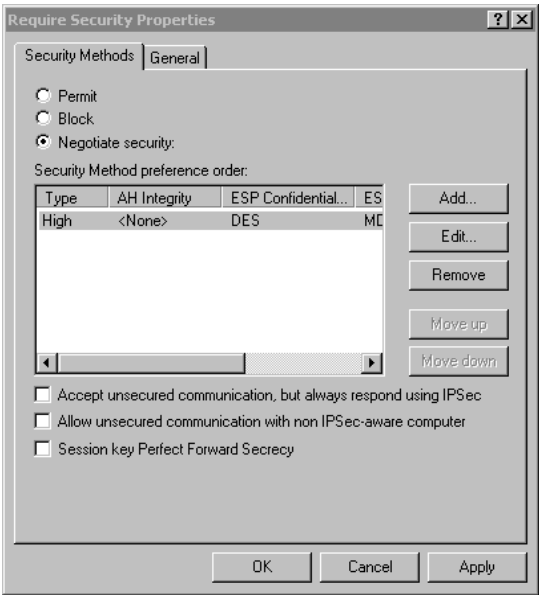 Require Security Properties
Security Methods General
Permit
Block
Negotiate security:
Security Method preference order:
Type AH Integrity ESP Confidential... ES
High <None> DES MD
Add...
Edit...
Remove
Move up
Move down
Accept unsecured communication, but always respond using IPSec
Allow unsecured communication with non IPSec-aware computer
Session key Perfect Forward Secrecy
OK Cancel Apply